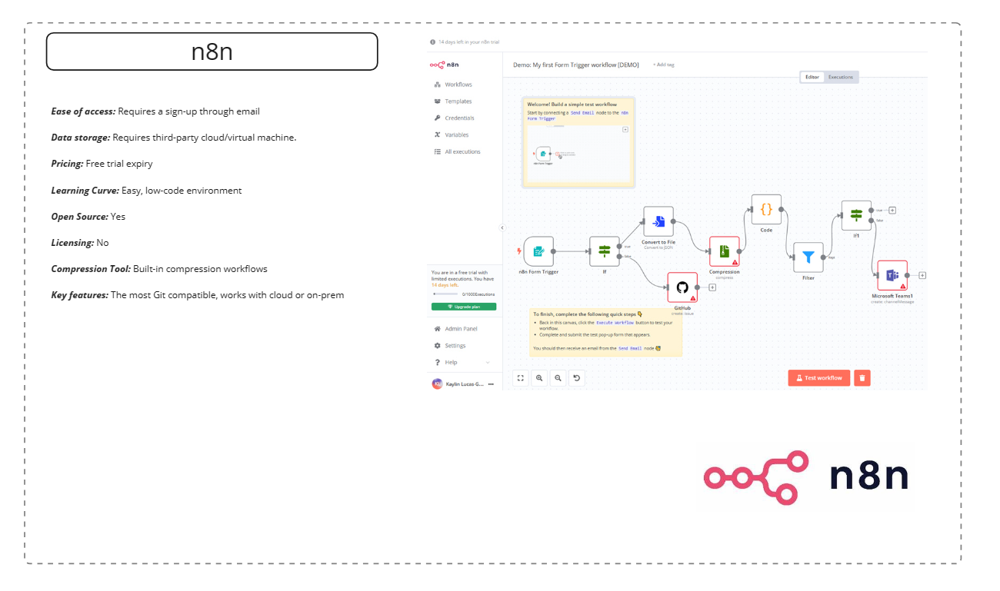 n8n
Ease of access: Requires a sign-up through email
Data storage: Requires third-party cloud/virtual machine.
Pricing: Free trial expiry
Learning Curve: Easy, low-code environment
Open Source: Yes
Licensing: No
Compression Tool: Built-in compression workflows
Key features: The most Git compatible, works with cloud or on-prem
14 days left in your n8n trial
n8n
Workflows
Templates
Credentials
Variables
All executions
You are in a free trial with
limited executions. You have
14 days left.
0/1000Executions
Upgrade plan
Admin Panel
Settings
Help
Kaylin Lucas-G...
Demo: My first Form Trigger workflow [DEMO]
+ Add tag
Editor
Executions
Welcome! Build a simple test workflow
Start by connecting a Send Email node to the n8n
Form Trigger
n8n Form Trigger
n8n Form Trigger
If
true
false
Convert to File
Convert to JSON
GitHub
create: issue
Compression
compress
Code
Filter
Kept
If1
true
false
Microsoft Teams1
create: channelMessage
To finish, complete the following quick steps 👇
• Back in this canvas, click the Execute Workflow button to test your
workflow.
• Complete and submit the test pop-up form that appears.
You should then receive an email from the Send Email node
Test workflow
n8n